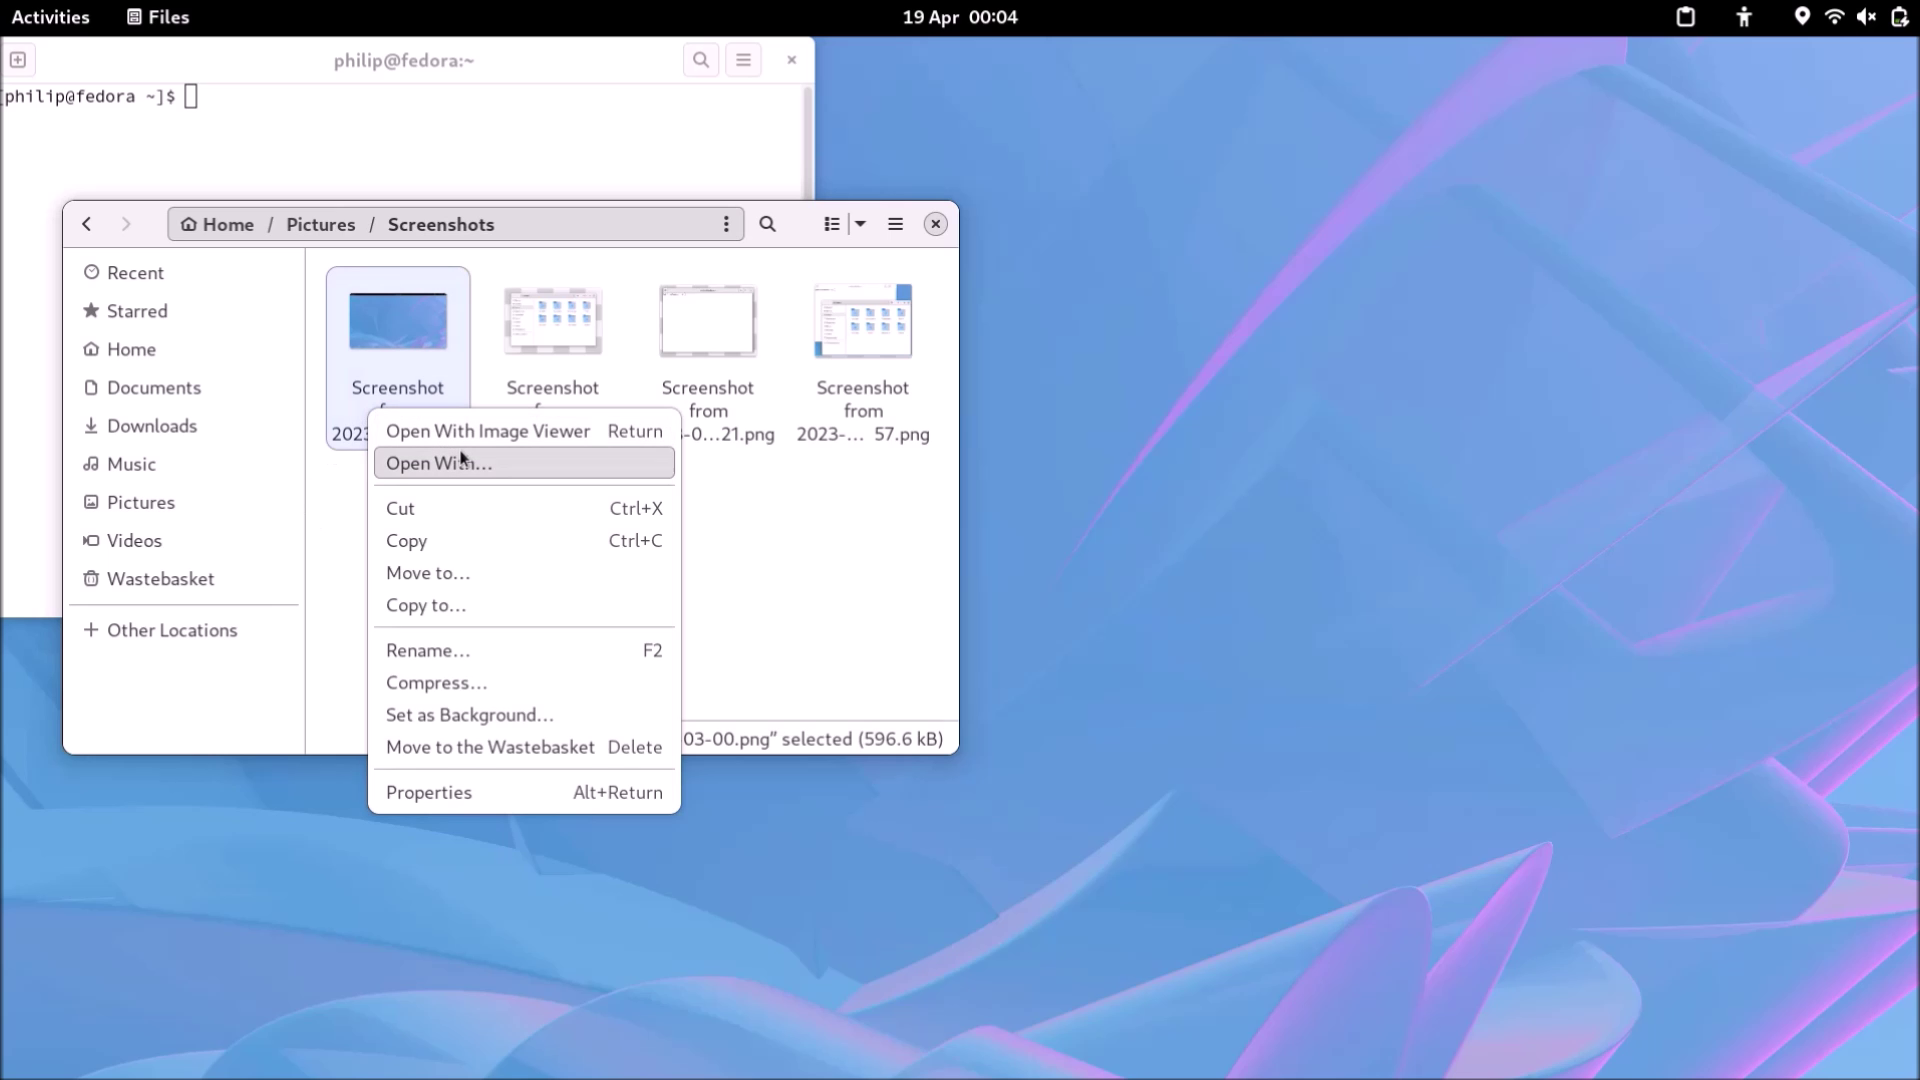 Activities Files 19 Apr 00:04
philip@fedora:~
[philip@fedora ~]$
Home / Pictures / Screenshots
Recent
Starred
Home
Documents
Downloads
Music
Pictures
Videos
Wastebasket
Other Locations
Screenshot
2023
Screenshot
Screenshot
from
-0…21.png
Screenshot
from
2023-… 57.png
Open With Image Viewer Return
Open With…
Cut Ctrl+X
Copy Ctrl+C
Move to…
Copy to…
Rename… F2
Compress…
Set as Background…
Move to the Wastebasket Delete
Properties Alt+Return
03-00.png” selected (596.6 kB)